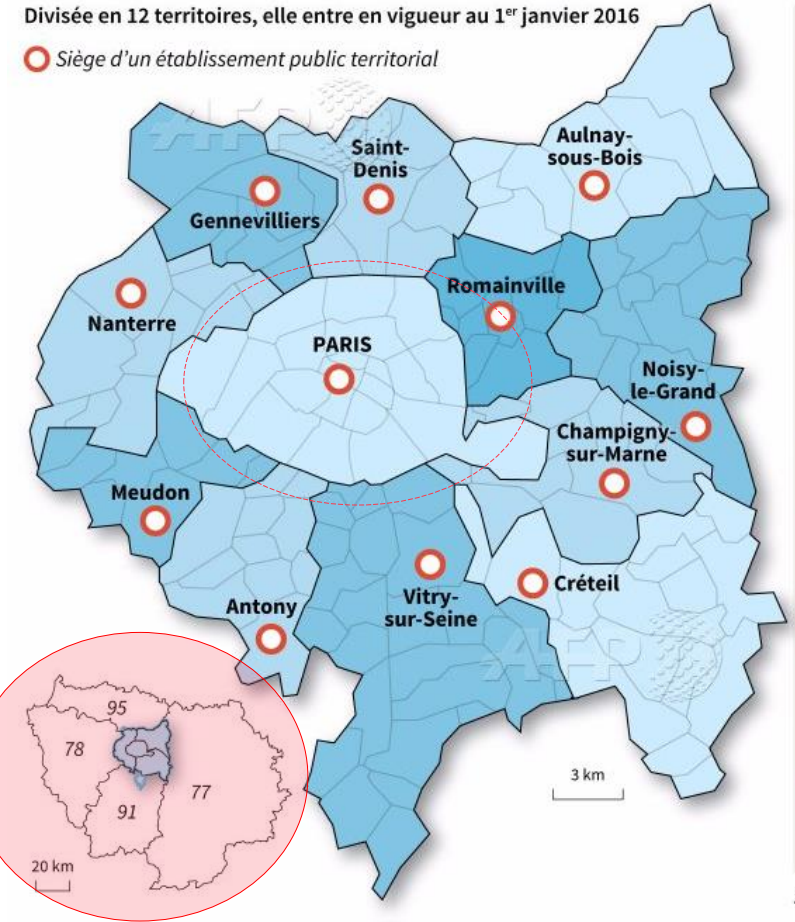 Divisée en 12 territoires, elle entre en vigueur au 1er janvier 2016
Siège d'un établissement public territorial
AFP
Aulnay-
sous-Bois
Saint-
Denis
Gennevilliers
Romainville
Nanterre
PARIS
Noisy-
le-Grand
Champigny-
sur-Marne
Meudon
Créteil
Vitry-
sur-Seine
Antony
AFP
95
78
77
91
3 km
20 km